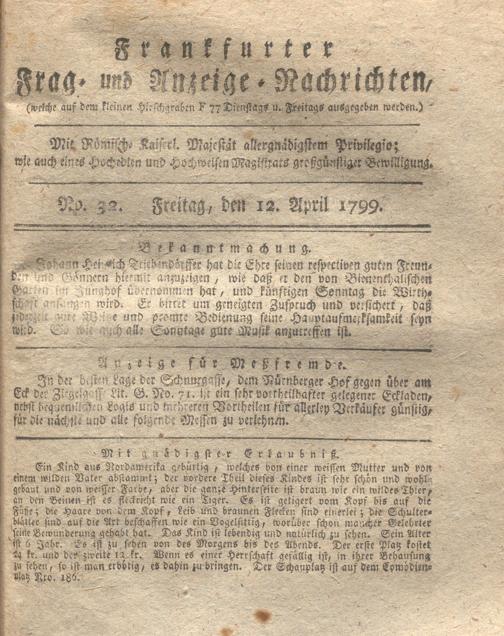 Frankfurter
Frag- und Anzeige-Nachrichten,
(welche auf dem kleinen Hirschgraben F 77 Dienstags u. Freitags ausgegeben werden.)
Mit Römisch- Kaiserl. Majestät allergnädigstem Privilegio;
wie auch eines Hochedlen und Hochweisen Magistrats großgünstiger Bewilligung.
No. 32. Freitag, den 12. April 1799.
Bekanntmachung.
Johann Heinrich Triebendörffer hat die Ehre seinen respectiven guten Freun-
den und Gönnern hiermit anzuzeigen, wie daß er den von Bienenthalischen
Garten im Junghof übernommen hat, und künftigen Sonntag die Wirth-
schaft anfangen wird. Er bittet um geneigten Zuspruch und versichert, daß
jederzeit gute Weine und promte Bedienung seine Hauptaufmerksamkeit seyn
wird. So wie auch alle Sonntage gute Musik anzutreffen ist.
Anzeige für Meßfremde.
In der besten Lage der Schnurgasse, dem Nürnberger Hof gegen über am
Eck der Ziegelgass Lit. G. No. 71. ist ein sehr vortheilhafter gelegener Eckladen,
nebst bequemlichen Logis und mehreren Vortheilen für allerley Verkäufer günstig,
für die nächste und alle folgende Messen zu verlehnen.
Mit gnädigster Erlaubniß.
Ein Kind aus Nordamerika gebürtig, welches von einer weissen Mutter und von
einem wilden Vater abstammt; der vordere Theil dieses Kindes ist sehr schön und wohl
gebaut und von weisser Farbe, aber die ganze Hinterseite ist braun wie ein wildes Thier,
an den Beinen ist es fleckricht wie ein Tiger. Es ist getigert vom Kopf bis auf die
Füße; die Haare von dem Kopf, Leib und braunen Flecken sind einerlei; die Schulter-
blätter sind auf die Art beschaffen wie ein Vogelfittig, worüber schon mancher Gelehrter
seine Bewunderung gehabt hat. Das Kind ist lebendig und natürlich zu sehen. Sein Alter
ist 6 Jahr. Es ist zu sehen von des Morgens bis des Abends. Der erste Platz kostet
24 kr. und der zweite 12 kr. Wenn es einer Herrschaft gefällig ist, in ihrer Behausung
zu sehen, so ist man erbötig, es dahin zu bringen. Der Schauplatz ist auf dem Comödien-
platz Nro. 186.